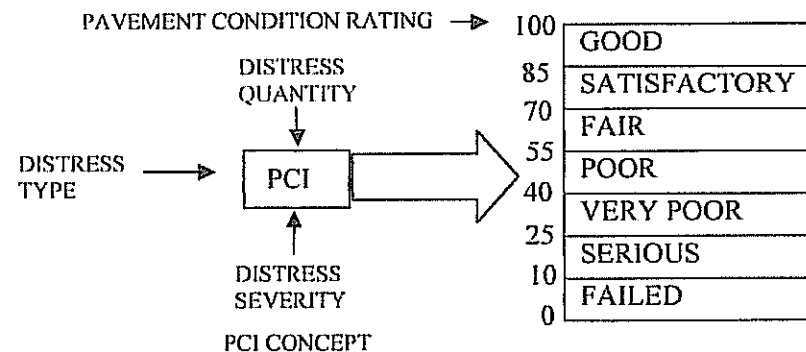 PAVEMENT CONDITION RATING
DISTRESS
QUANTITY
DISTRESS
TYPE
PCI
DISTRESS
SEVERITY
PCI CONCEPT
100
GOOD
85
SATISFACTORY
70
FAIR
55
POOR
40
VERY POOR
25
SERIOUS
10
FAILED
0